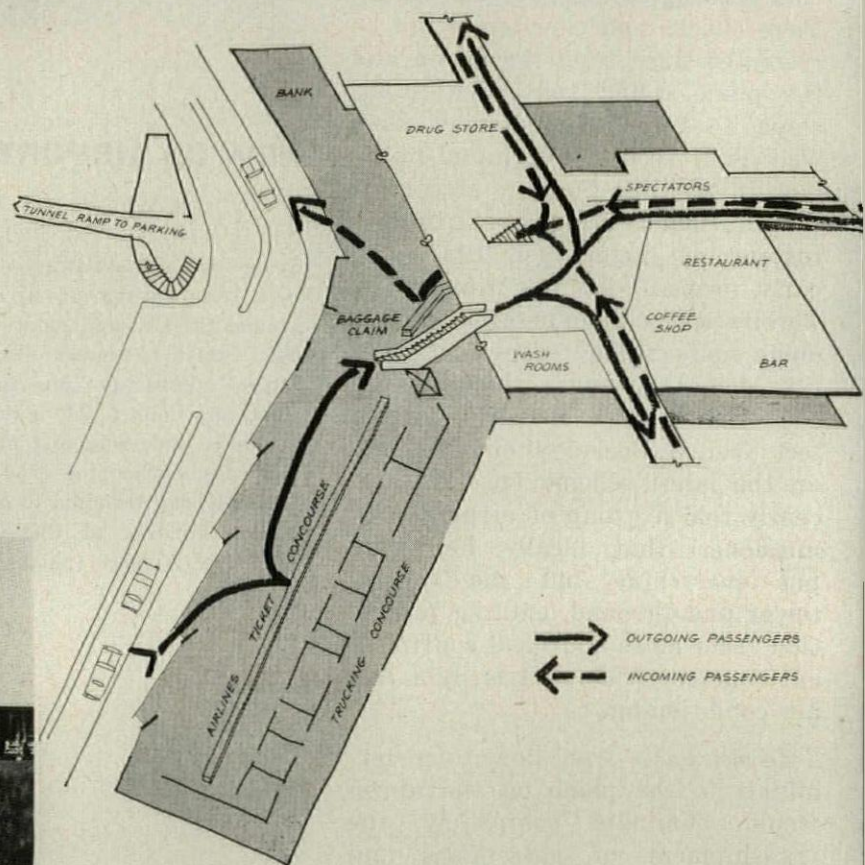 BANK
DRUG STORE
SPECTATORS
TUNNEL RAMP TO PARKING
RESTAURANT
BAGGAGE
CLAIM
COFFEE
SHOP
WASH
ROOMS
BAR
AIRLINES TICKET CONCOURSE
TRUCKING CONCOURSE
OUTGOING PASSENGERS
INCOMING PASSENGERS